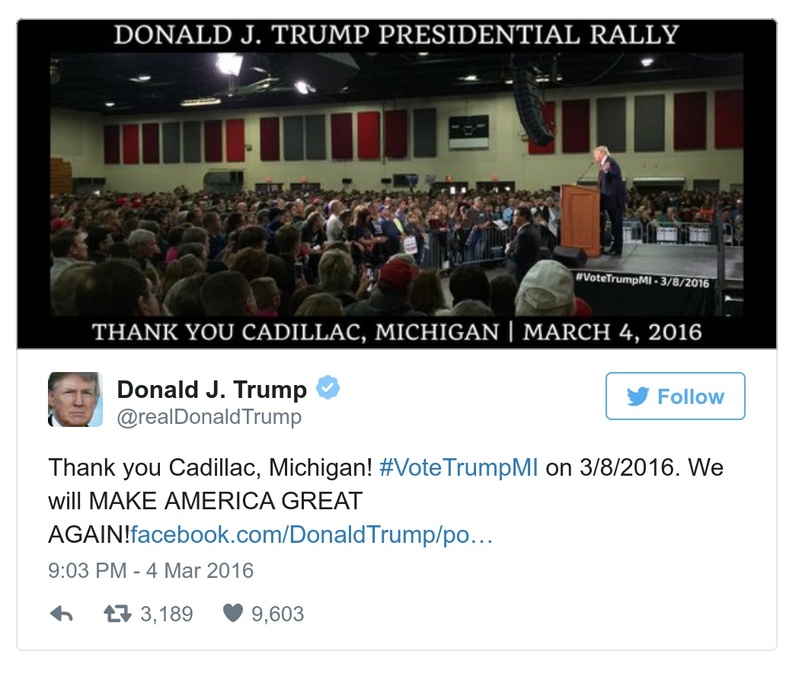 DONALD J. TRUMP PRESIDENTIAL RALLY
#VoteTrumpMI - 3/8/2016
THANK YOU CADILLAC, MICHIGAN | MARCH 4, 2016
Donald J. Trump
@realDonaldTrump
Follow
Thank you Cadillac, Michigan! #VoteTrumpMI on 3/8/2016. We
will MAKE AMERICA GREAT
AGAIN!facebook.com/DonaldTrump/po…
9:03 PM - 4 Mar 2016
3,189 9,603